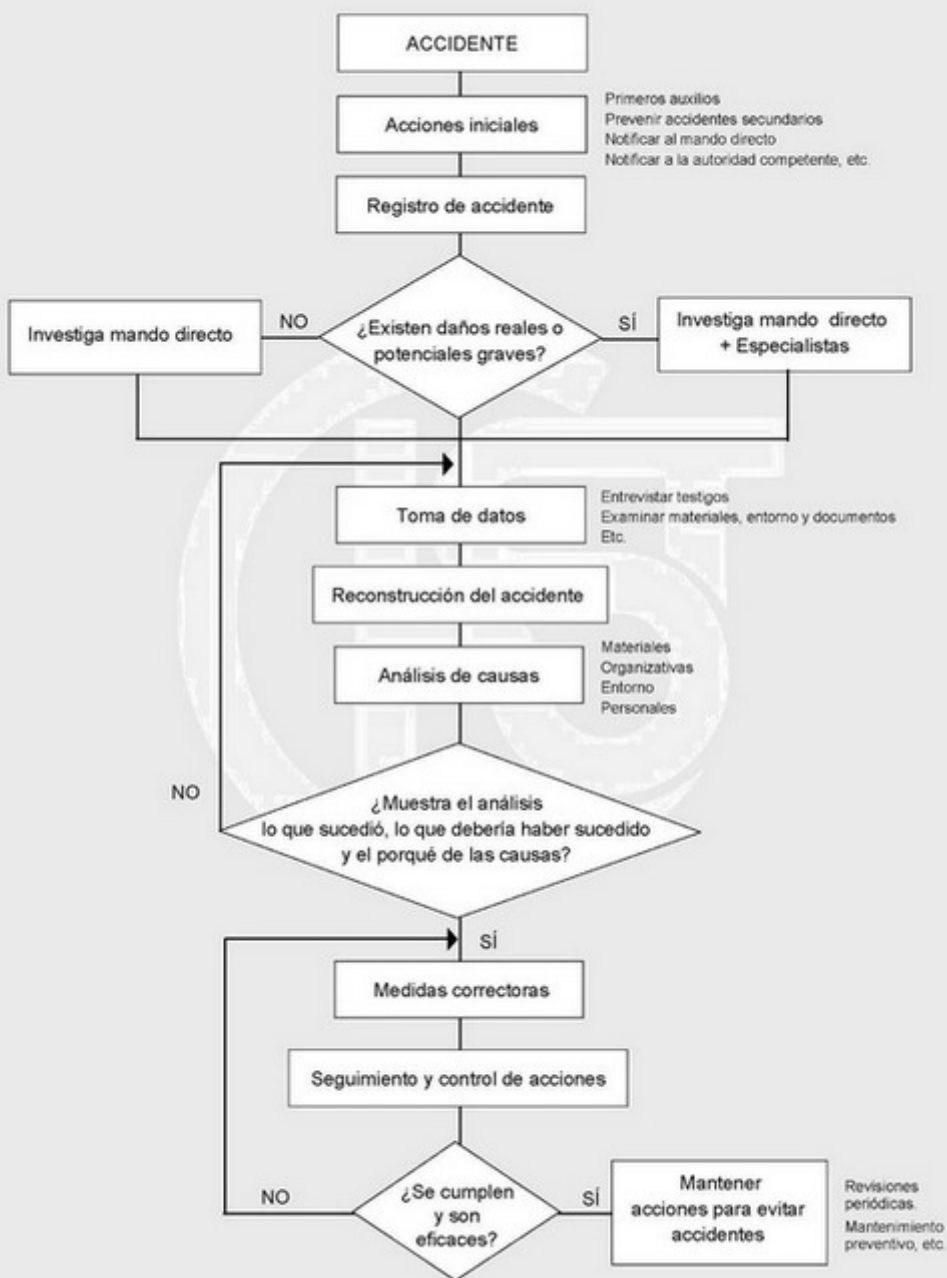 ACCIDENTE
Acciones iniciales
Primeros auxilios
Prevenir accidentes secundarios
Notificar al mando directo
Notificar a la autoridad competente, etc.
Registro de accidente
¿Existen daños reales o
potenciales graves?
NO
Investiga mando directo
SÍ
Investiga mando directo
+ Especialistas
Toma de datos
Entrevistar testigos
Examinar materiales, entorno y documentos
Etc.
Reconstrucción del accidente
Análisis de causas
Materiales
Organizativas
Entorno
Personales
¿Muestra el análisis
lo que sucedió, lo que debería haber sucedido
y el porqué de las causas?
NO
SÍ
Medidas correctoras
Seguimiento y control de acciones
¿Se cumplen
y son
eficaces?
NO
SÍ
Mantener
acciones para evitar
accidentes
Revisiones
periódicas.
Mantenimiento
preventivo, etc.